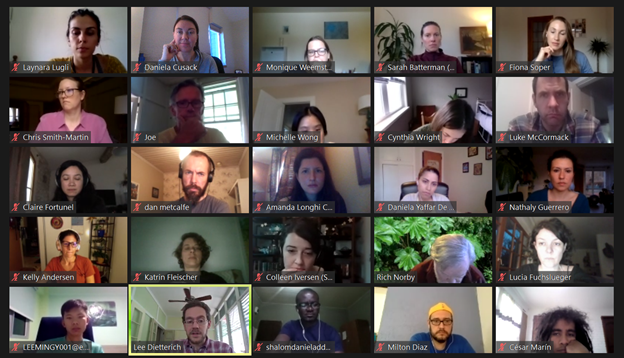 Laynara Lugli
Daniela Cusack
Monique Weemst...
Sarah Batterman (...
Fiona Soper
Chris Smith-Martin
Joe
Michelle Wong
Cynthia Wright
Luke McCormack
Claire Fortunel
dan metcalfe
Amanda Longhi C...
Daniela Yaffar De ...
Nathaly Guerrero
Kelly Andersen
Katrin Fleischer
Colleen Iversen (S...
Rich Norby
Lucia Fuchslueger
LEEMINGY001@e...
Lee Dietterich
shalomdanieladd...
Milton Díaz
César Marín